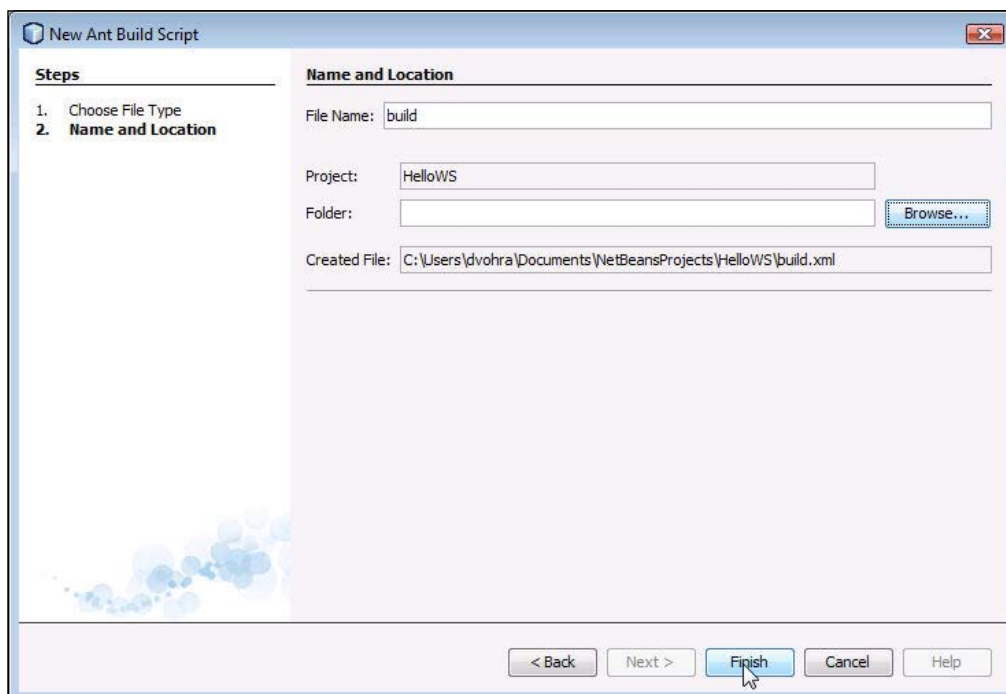 New Ant Build Script
Steps
1. Choose File Type
2. Name and Location
Name and Location
File Name: build
Project: HelloWS
Folder: Browse...
Created File: C:\Users\dvohra\Documents\NetBeansProjects\HelloWS\build.xml
< Back Next > Finish Cancel Help